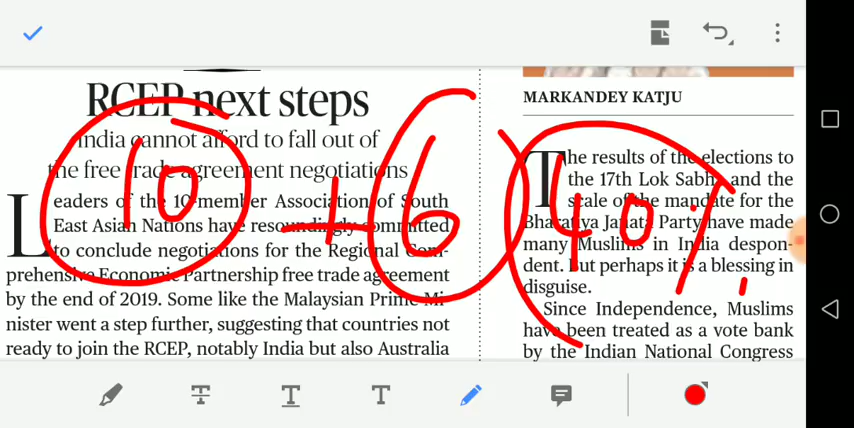 RCEP next steps
India cannot afford to fall out of
the free trade agreement negotiations
Leaders of the 10-member Association of South
East Asian Nations have resoundingly committed
to conclude negotiations for the Regional Com-
prehensive Economic Partnership free trade agreement
by the end of 2019. Some like the Malaysian Prime Mi-
nister went a step further, suggesting that countries not
ready to join the RCEP, notably India but also Australia
10 + 6
40%
MARKANDEY KATJU
The results of the elections to
the 17th Lok Sabha and the
scale of the mandate for the
Bharatiya Janata Party have made
many Muslims in India despon-
dent. But perhaps it is a blessing in
disguise.
Since Independence, Muslims
have been treated as a vote bank
by the Indian National Congress
T
T
T